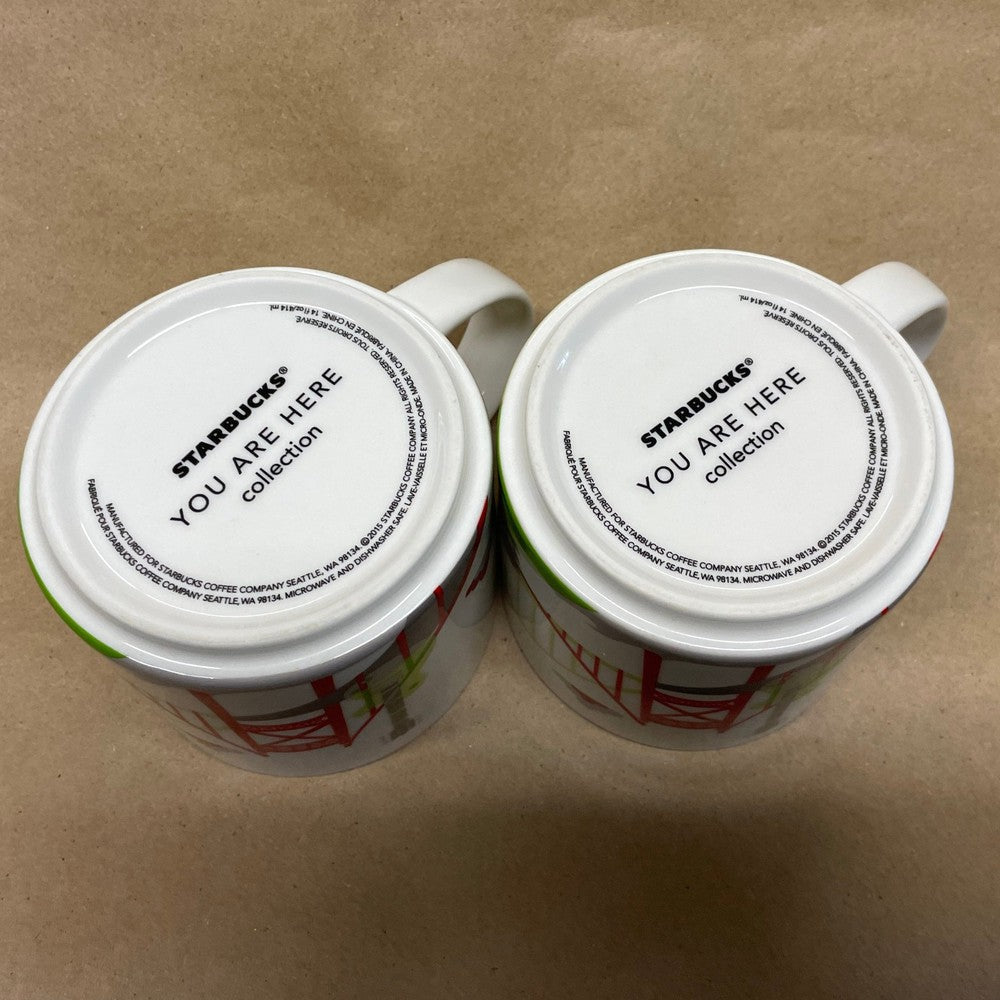 STARBUCKS®
YOU ARE HERE
collection
MANUFACTURED FOR STARBUCKS COFFEE COMPANY SEATTLE, WA 98134. ©2015 STARBUCKS COFFEE COMPANY ALL RIGHTS RESERVED. TOUS DROITS RESERVE.
FABRIQUÉ POUR STARBUCKS COFFEE COMPANY SEATTLE, WA 98134. MICROWAVE AND DISHWASHER SAFE. LAVE-VAISSELLE ET MICRO-ONDE. MADE IN CHINA. FABRIQUE EN CHINE. 14 fl oz/414 mL
STARBUCKS®
YOU ARE HERE
collection
MANUFACTURED FOR STARBUCKS COFFEE COMPANY SEATTLE, WA 98134. ©2015 STARBUCKS COFFEE COMPANY ALL RIGHTS RESERVED. TOUS DROITS RESERVE.
FABRIQUÉ POUR STARBUCKS COFFEE COMPANY SEATTLE, WA 98134. MICROWAVE AND DISHWASHER SAFE. LAVE-VAISSELLE ET MICRO-ONDE. MADE IN CHINA. FABRIQUE EN CHINE. 14 fl oz/414 mL